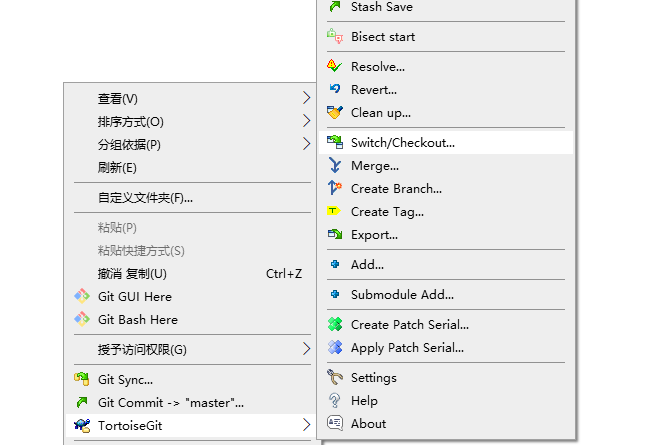 查看(V)
排序方式(O)
分组依据(P)
刷新(E)
自定义文件夹(F)...
粘贴(P)
粘贴快捷方式(S)
撤消 复制(U) Ctrl+Z
Git GUI Here
Git Bash Here
授予访问权限(G)
Git Sync...
Git Commit -> "master"...
TortoiseGit
Stash Save
Bisect start
Resolve...
Revert...
Clean up...
Switch/Checkout...
Merge...
Create Branch...
Create Tag...
Export...
Add...
Submodule Add...
Create Patch Serial...
Apply Patch Serial...
Settings
Help
About